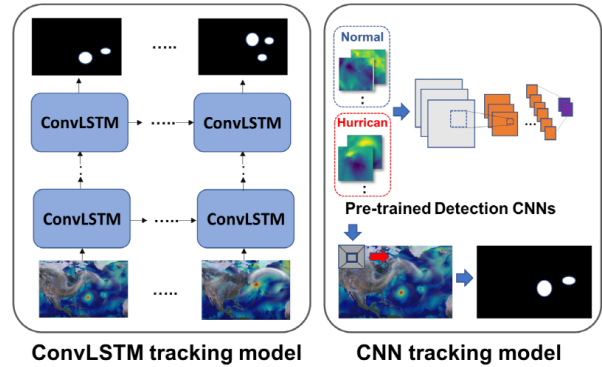 ConvLSTM
ConvLSTM
ConvLSTM
ConvLSTM
ConvLSTM tracking model
Normal
Hurrican
Pre-trained Detection CNNs
CNN tracking model